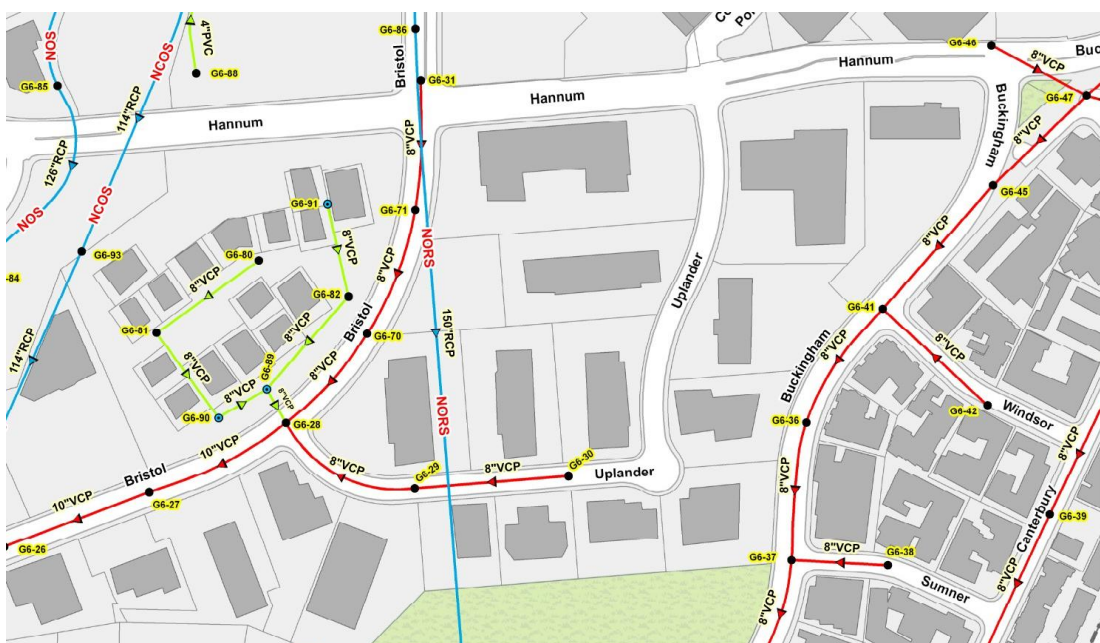 NOS
NCOS
4"PVC
G6-88
G6-86
Bristol
G6-31
G6-46
8"VCP
Hannum
Buc
G6-85
G6-47
Hannum
Hannum
114"RCP
126"RCP
8"VCP
Buckingham
8"VCP
G6-45
NOS
NCOS
G6-91
G6-71
NORS
8"VCP
G6-93
G6-80
8"VCP
8"VCP
8"VCP
-84
G6-82
Uplander
G6-41
G6-81
8"VCP
Bristol
G6-70
150"RCP
8"VCP
Buckingham
8"VCP
114"RCP
8"VCP
G6-89
8"VCP
8"VCP
8"VCP
G6-90
G6-28
NORS
G6-42
Windsor
G6-36
10"VCP
Bristol
8"VCP
G6-29
8"VCP
G6-30
Uplander
8"VCP
8"VCP
10"VCP
G6-27
G6-39
Canterbury
G6-26
G6-37
8"VCP
G6-38
Sumner
8"VCP
8"VCP